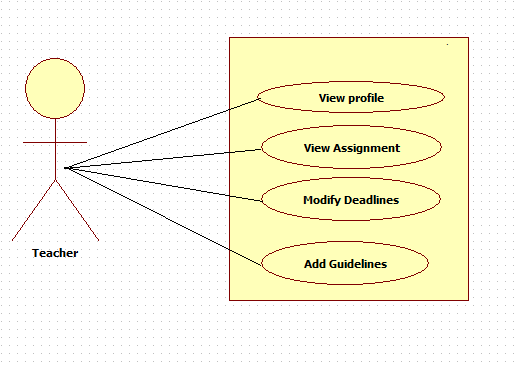 View profile
View Assignment
Modify Deadlines
Teacher
Add Guidelines